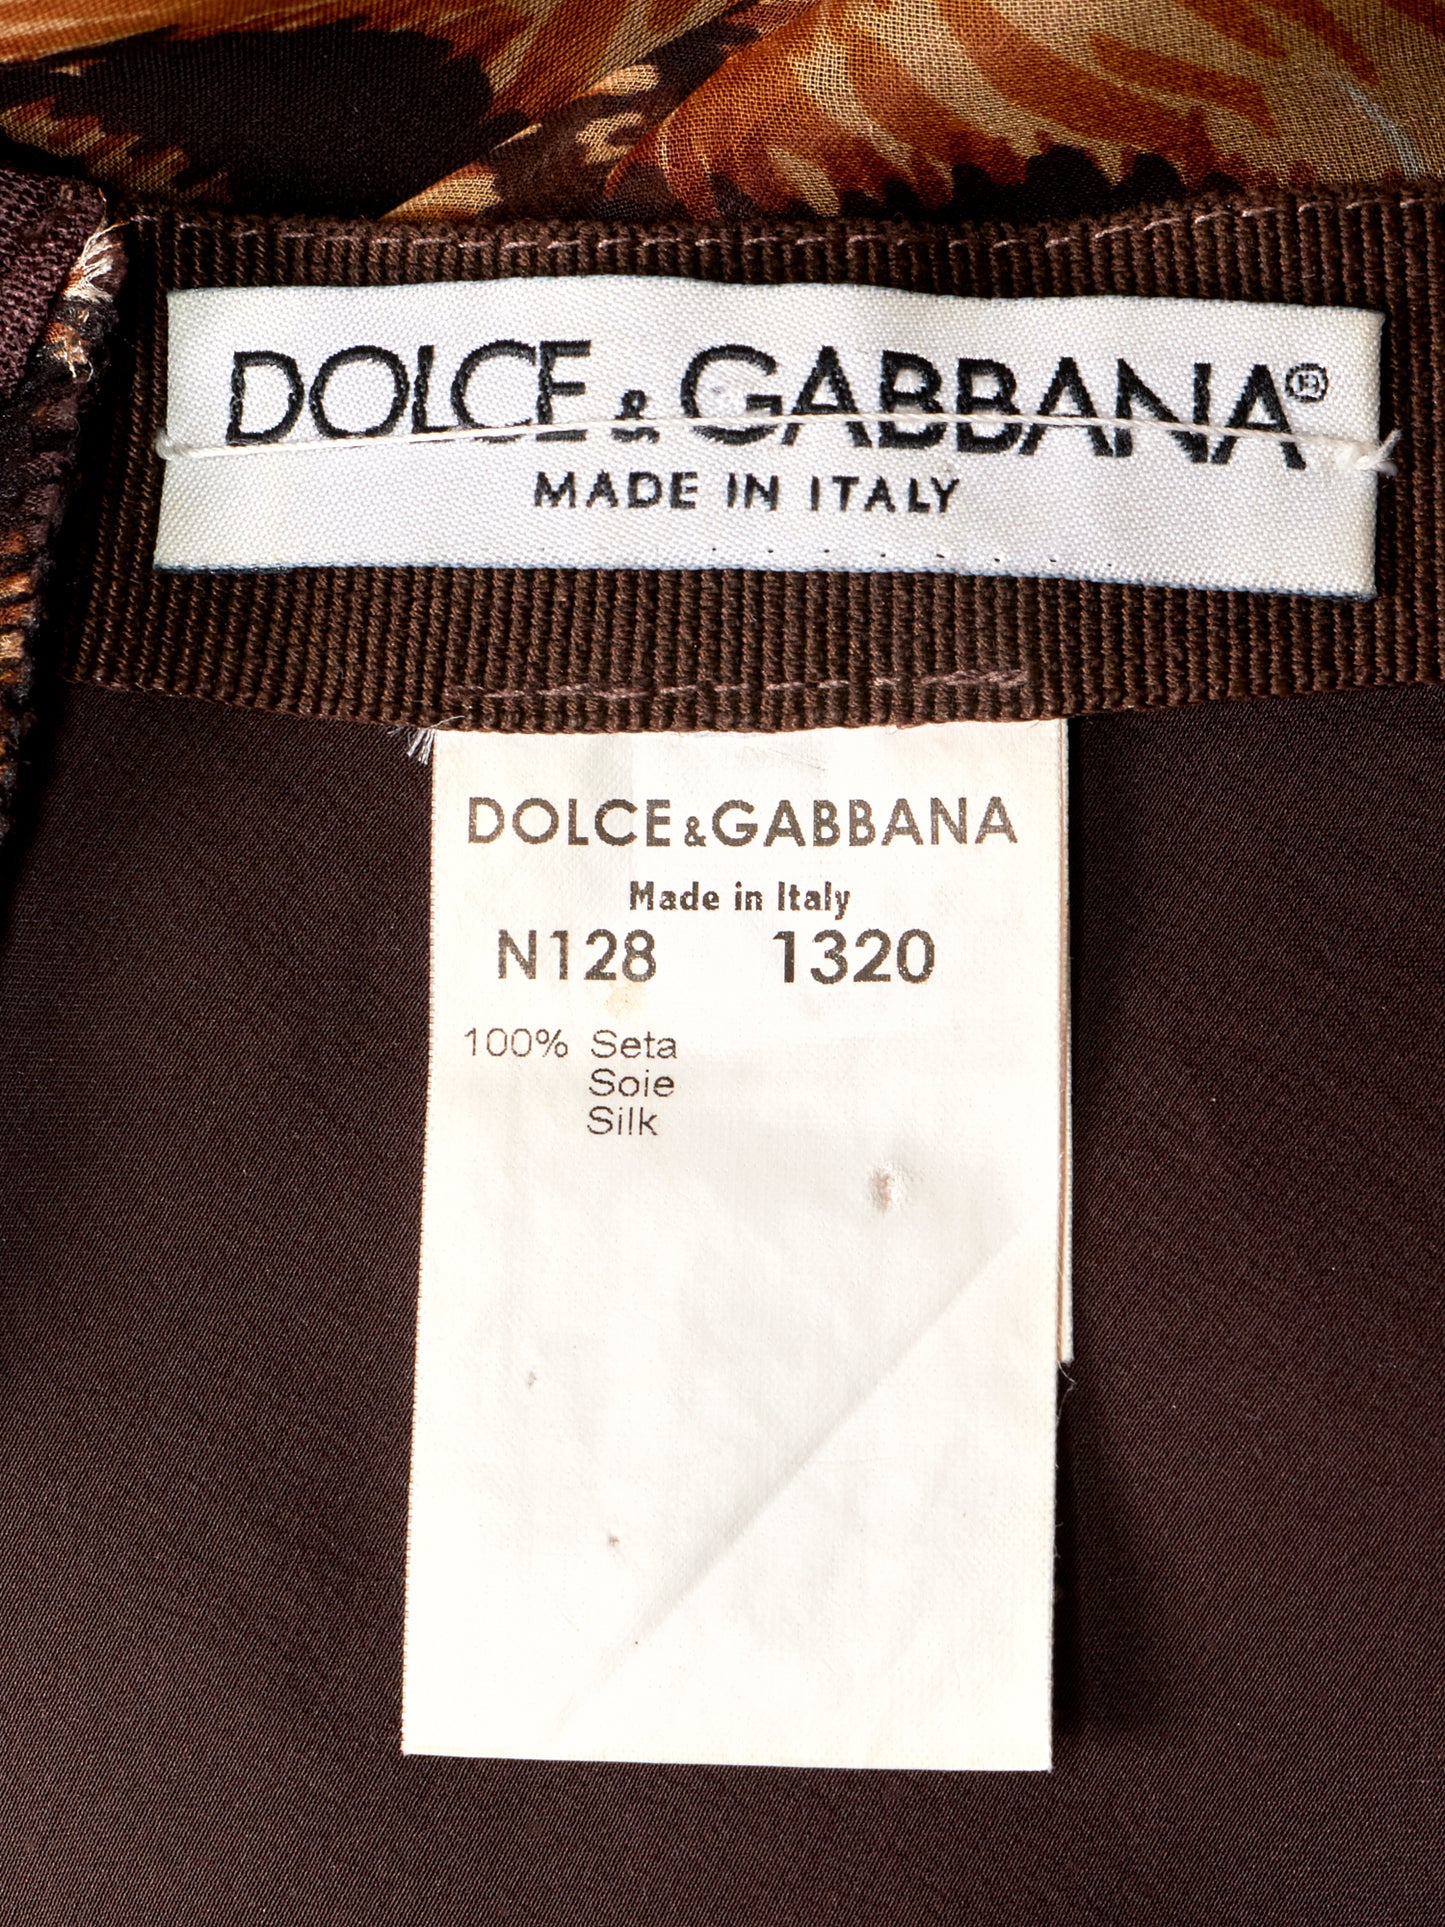 DOLCE & GABBANA®
MADE IN ITALY
DOLCE&GABBANA
Made in Italy
N128 1320
100% Seta
Soie
Silk